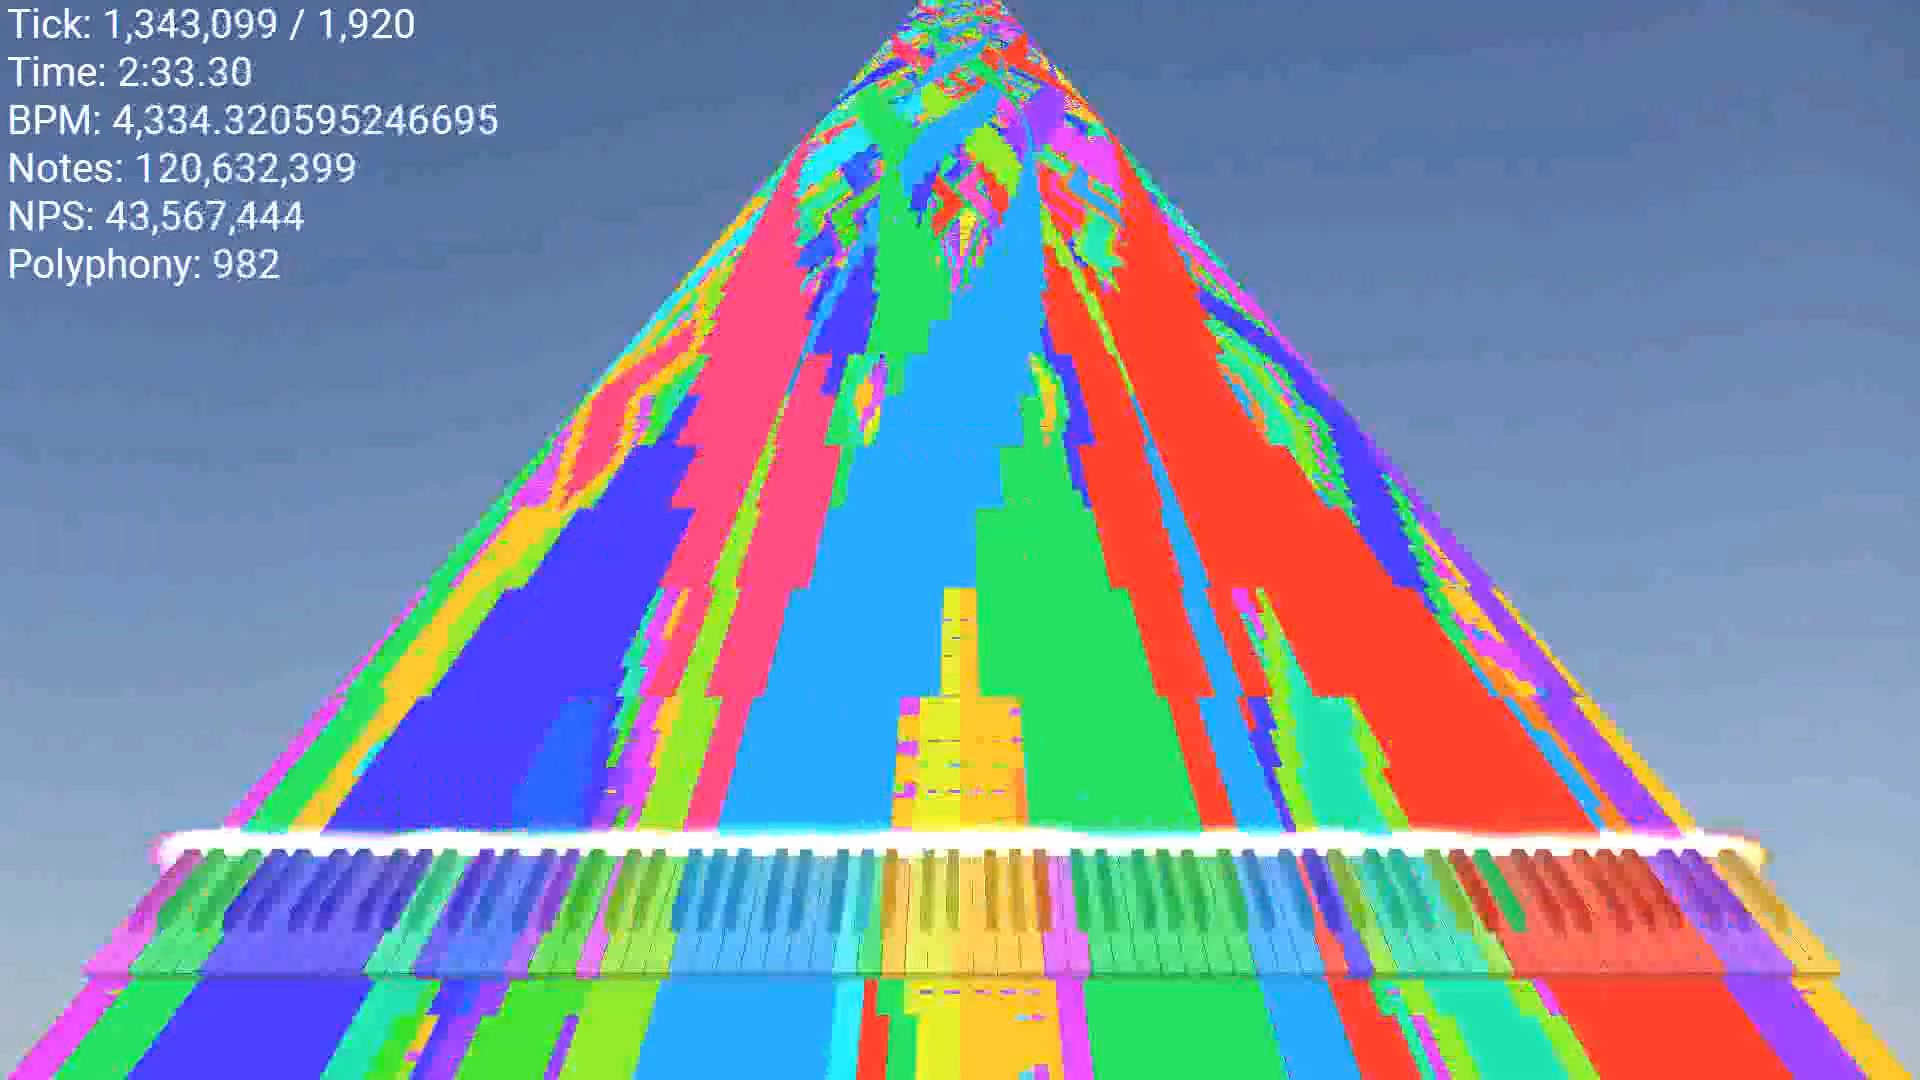 Tick: 1,343,099 / 1,920
Time: 2:33.30
BPM: 4,334.320595246695
Notes: 120,632,399
NPS: 43,567,444
Polyphony: 982